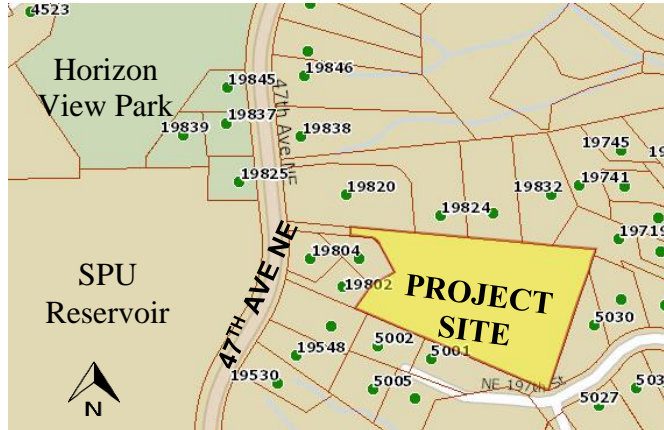 4523
Horizon
View Park
19845
19846
47th Ave NE
19837
19839
19838
19825
19745
19741
19820
19832
19824
19719
19804
19802
47TH AVE NE
SPU
Reservoir
PROJECT
SITE
5030
19548
5002
5001
19530
5005
NE 197th St
5027
N